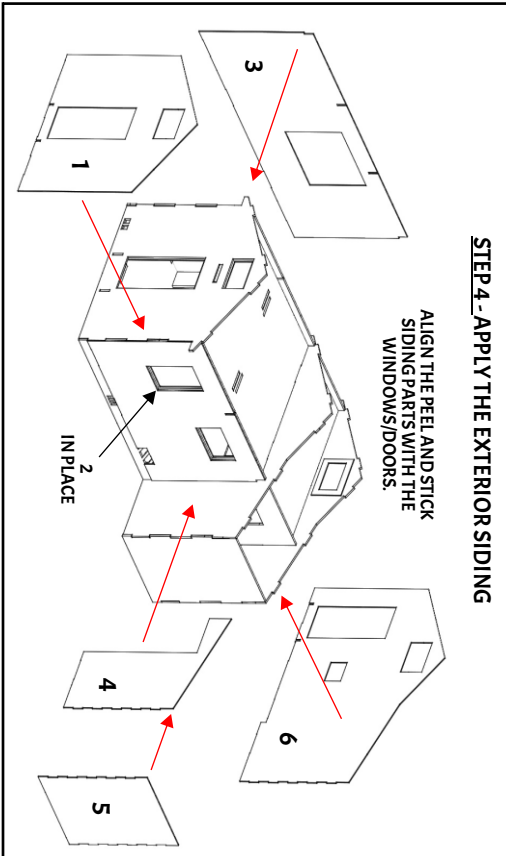 STEP 4 - APPLY THE EXTERIOR SIDING
ALIGN THE PEEL AND STICK
SIDING PARTS WITH THE
WINDOWS/DOORS.
3
1
2
IN PLACE
6
4
5